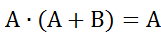 A · (A + B) = A